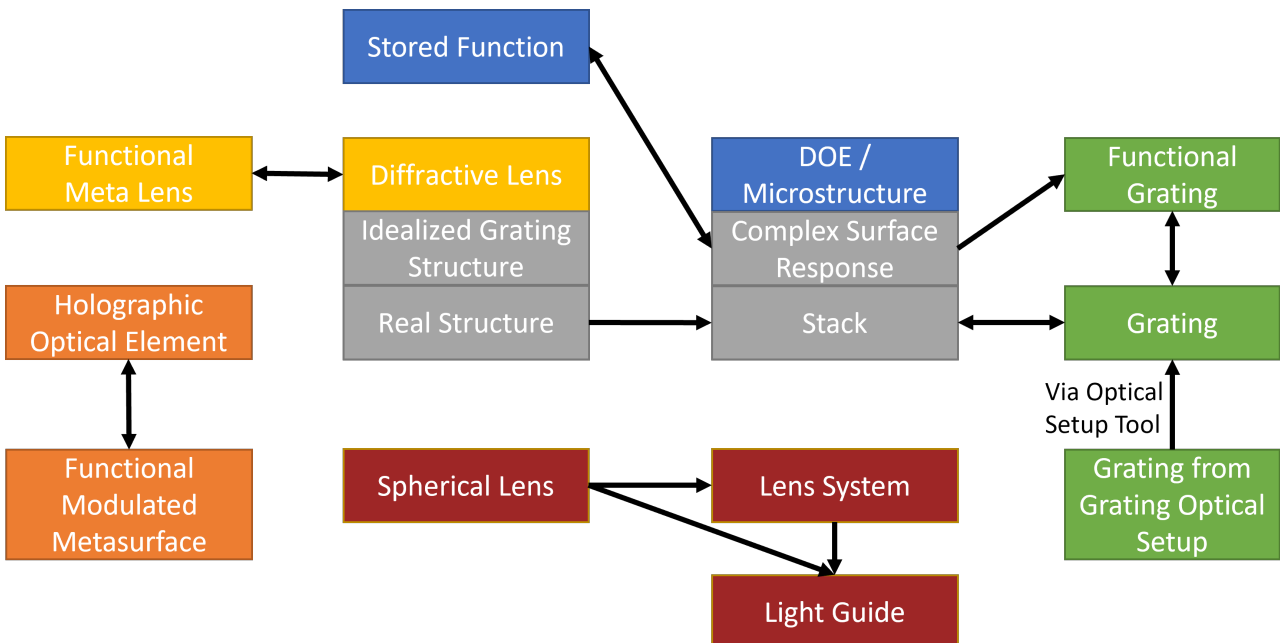 Stored Function
Functional
Meta Lens
Diffractive Lens
DOE /
Microstructure
Functional
Grating
Idealized Grating
Structure
Complex Surface
Response
Holographic
Optical Element
Real Structure
Stack
Grating
Via Optical
Setup Tool
Functional
Modulated
Metasurface
Spherical Lens
Lens System
Grating from
Grating Optical
Setup
Light Guide